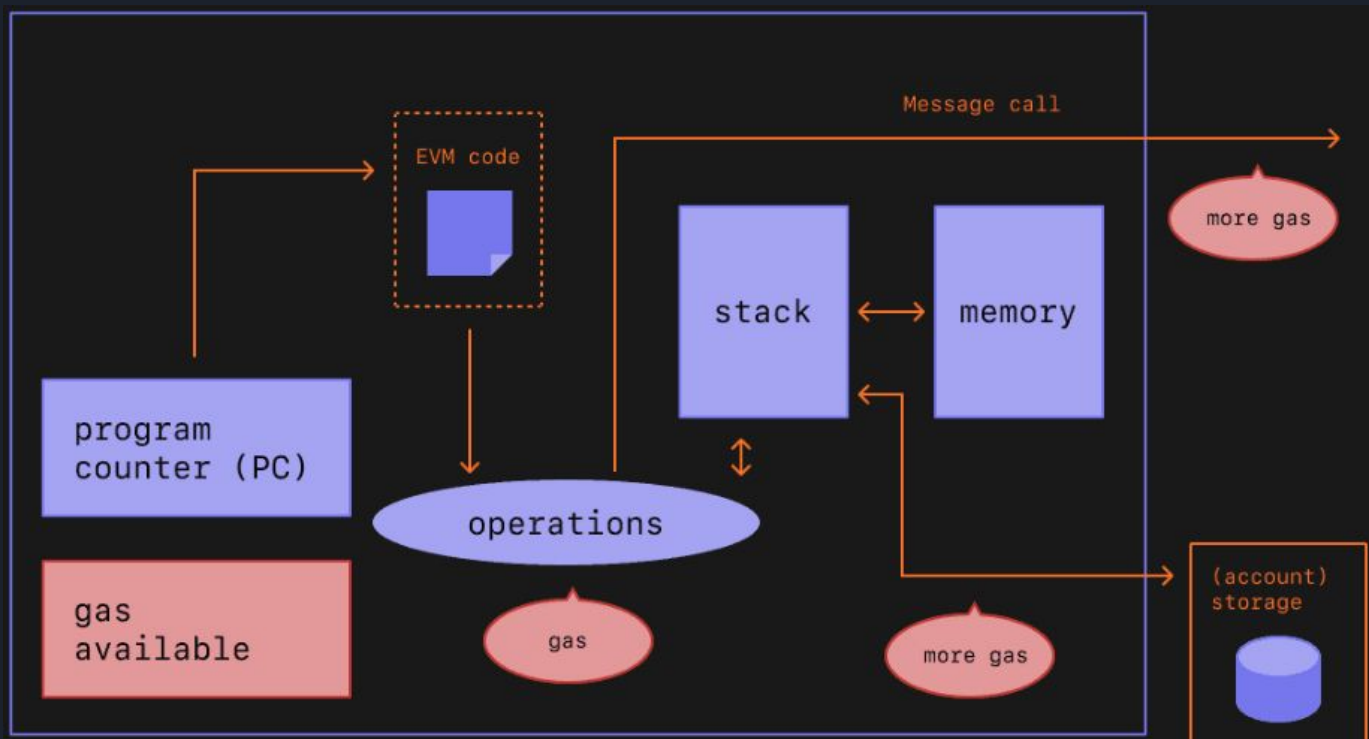 Message call
EVM code
more gas
stack
memory
program
counter (PC)
operations
(account)
storage
gas
available
gas
more gas